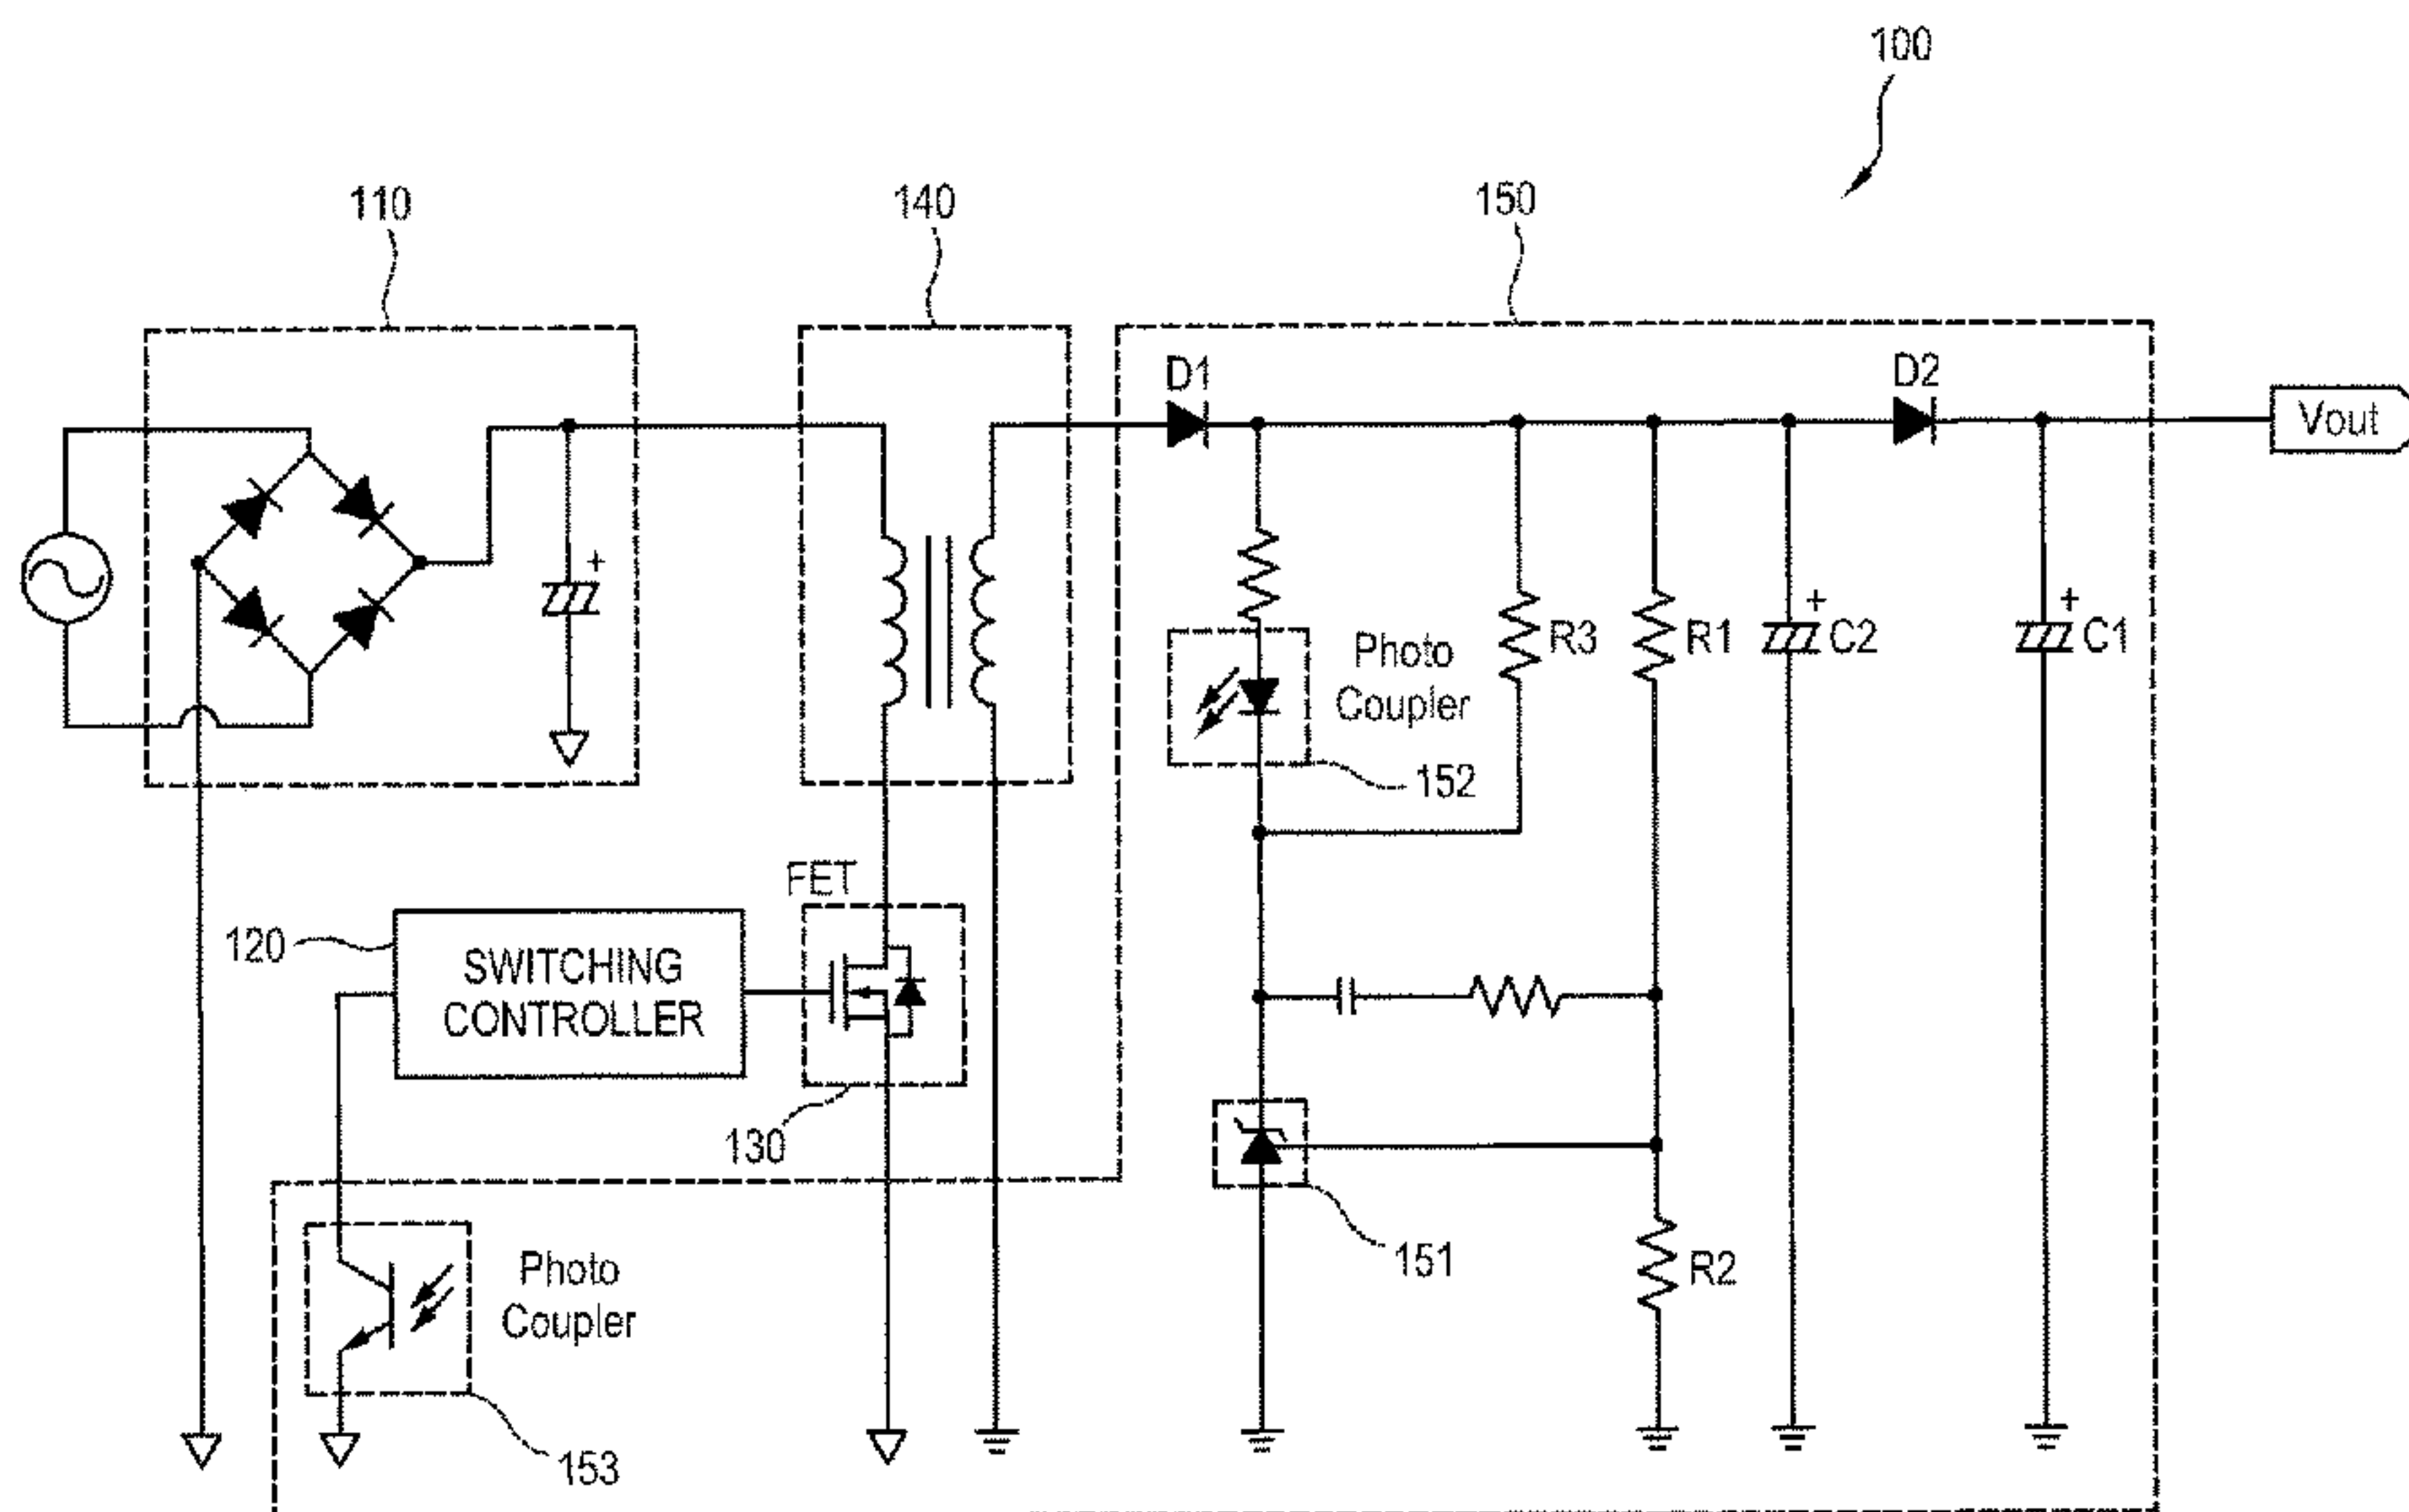 100
110
140
150
D1
D2
Vout
+
Photo
Coupler
R3
R1
+
C2
+
C1
152
FET
120
SWITCHING
CONTROLLER
130
151
R2
Photo
Coupler
153